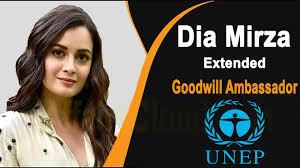 Dia Mirza
Extended
Goodwill Ambassador
UNEP